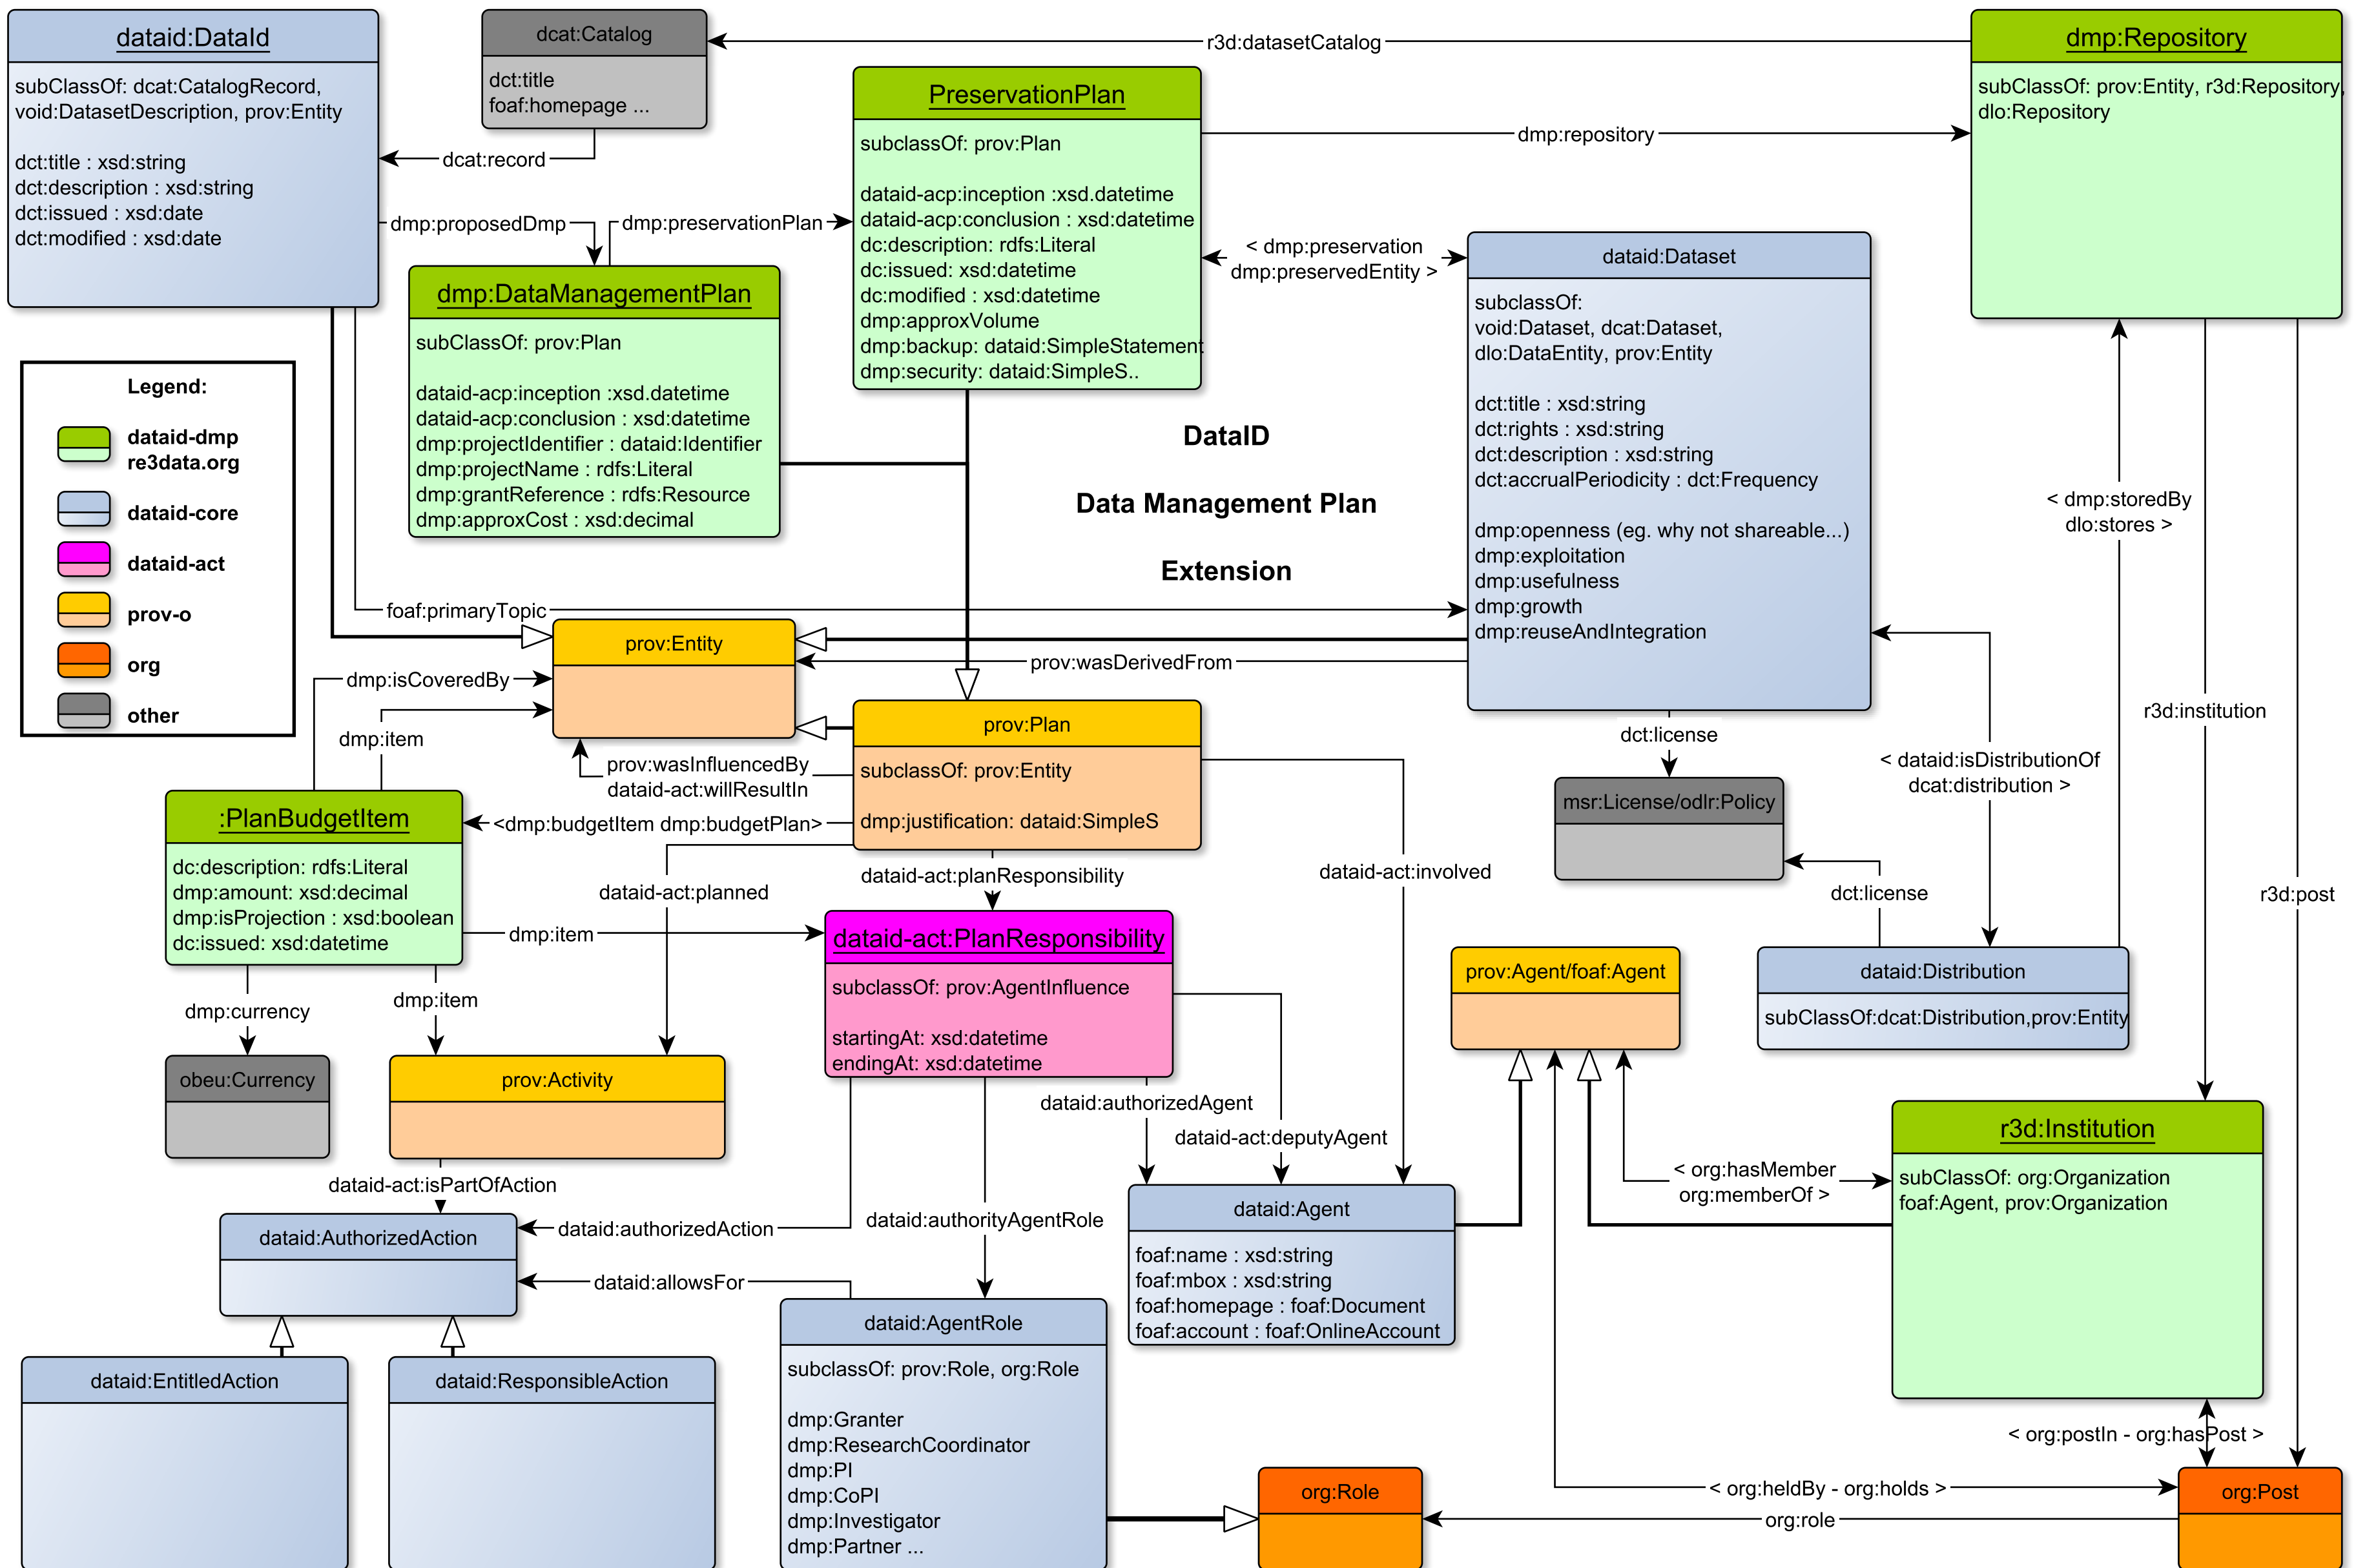 dataid:DataId
subClassOf: dcat:CatalogRecord,
void:DatasetDescription, prov:Entity
dct:title : xsd:string
dct:description : xsd:string
dct:issued : xsd:date
dct:modified : xsd:date
dcat:Catalog
dct:title
foaf:homepage ...
r3d:datasetCatalog
dcat:record
dmp:Repository
subClassOf: prov:Entity, r3d:Repository,
dlo:Repository
PreservationPlan
subclassOf: prov:Plan
dataid-acp:inception :xsd.datetime
dataid-acp:conclusion : xsd:datetime
dc:description: rdfs:Literal
dc:issued: xsd:datetime
dc:modified : xsd:datetime
dmp:approxVolume
dmp:backup: dataid:SimpleStatement
dmp:security: dataid:SimpleS..
dmp:repository
dmp:proposedDmp
dmp:preservationPlan
< dmp:preservation
dmp:preservedEntity >
dmp:DataManagementPlan
subClassOf: prov:Plan
dataid-acp:inception :xsd.datetime
dataid-acp:conclusion : xsd:datetime
dmp:projectIdentifier : dataid:Identifier
dmp:projectName : rdfs:Literal
dmp:grantReference : rdfs:Resource
dmp:approxCost : xsd:decimal
dataid:Dataset
subclassOf:
void:Dataset, dcat:Dataset,
dlo:DataEntity, prov:Entity
dct:title : xsd:string
dct:rights : xsd:string
dct:description : xsd:string
dct:accrualPeriodicity : dct:Frequency
dmp:openness (eg. why not shareable...)
dmp:exploitation
dmp:usefulness
dmp:growth
dmp:reuseAndIntegration
Legend:
dataid-dmp
re3data.org
dataid-core
dataid-act
prov-o
org
other
DataID
Data Management Plan
Extension
< dmp:storedBy
dlo:stores >
foaf:primaryTopic
prov:Entity
prov:wasDerivedFrom
dmp:isCoveredBy
dmp:item
prov:Plan
subclassOf: prov:Entity
dmp:justification: dataid:SimpleS
prov:wasInfluencedBy
dataid-act:willResultIn
<dmp:budgetItem dmp:budgetPlan>
dct:license
r3d:institution
< dataid:isDistributionOf
dcat:distribution >
msr:License/odlr:Policy
:PlanBudgetItem
dc:description: rdfs:Literal
dmp:amount: xsd:decimal
dmp:isProjection : xsd:boolean
dc:issued: xsd:datetime
dataid-act:planned
dataid-act:planResponsibility
dataid-act:involved
dct:license
r3d:post
dmp:item
dataid-act:PlanResponsibility
subclassOf: prov:AgentInfluence
startingAt: xsd:datetime
endingAt: xsd:datetime
prov:Agent/foaf:Agent
dataid:Distribution
subClassOf:dcat:Distribution,prov:Entity
dmp:currency
dmp:item
obeu:Currency
prov:Activity
dataid:authorizedAgent
dataid-act:deputyAgent
r3d:Institution
subClassOf: org:Organization
foaf:Agent, prov:Organization
< org:hasMember
org:memberOf >
dataid-act:isPartOfAction
dataid:AuthorizedAction
dataid:authorizedAction
dataid:authorityAgentRole
dataid:Agent
foaf:name : xsd:string
foaf:mbox : xsd:string
foaf:homepage : foaf:Document
foaf:account : foaf:OnlineAccount
dataid:allowsFor
dataid:AgentRole
subclassOf: prov:Role, org:Role
dmp:Granter
dmp:ResearchCoordinator
dmp:PI
dmp:CoPI
dmp:Investigator
dmp:Partner ...
dataid:EntitledAction
dataid:ResponsibleAction
< org:postIn - org:hasPost >
org:Role
< org:heldBy - org:holds >
org:role
org:Post